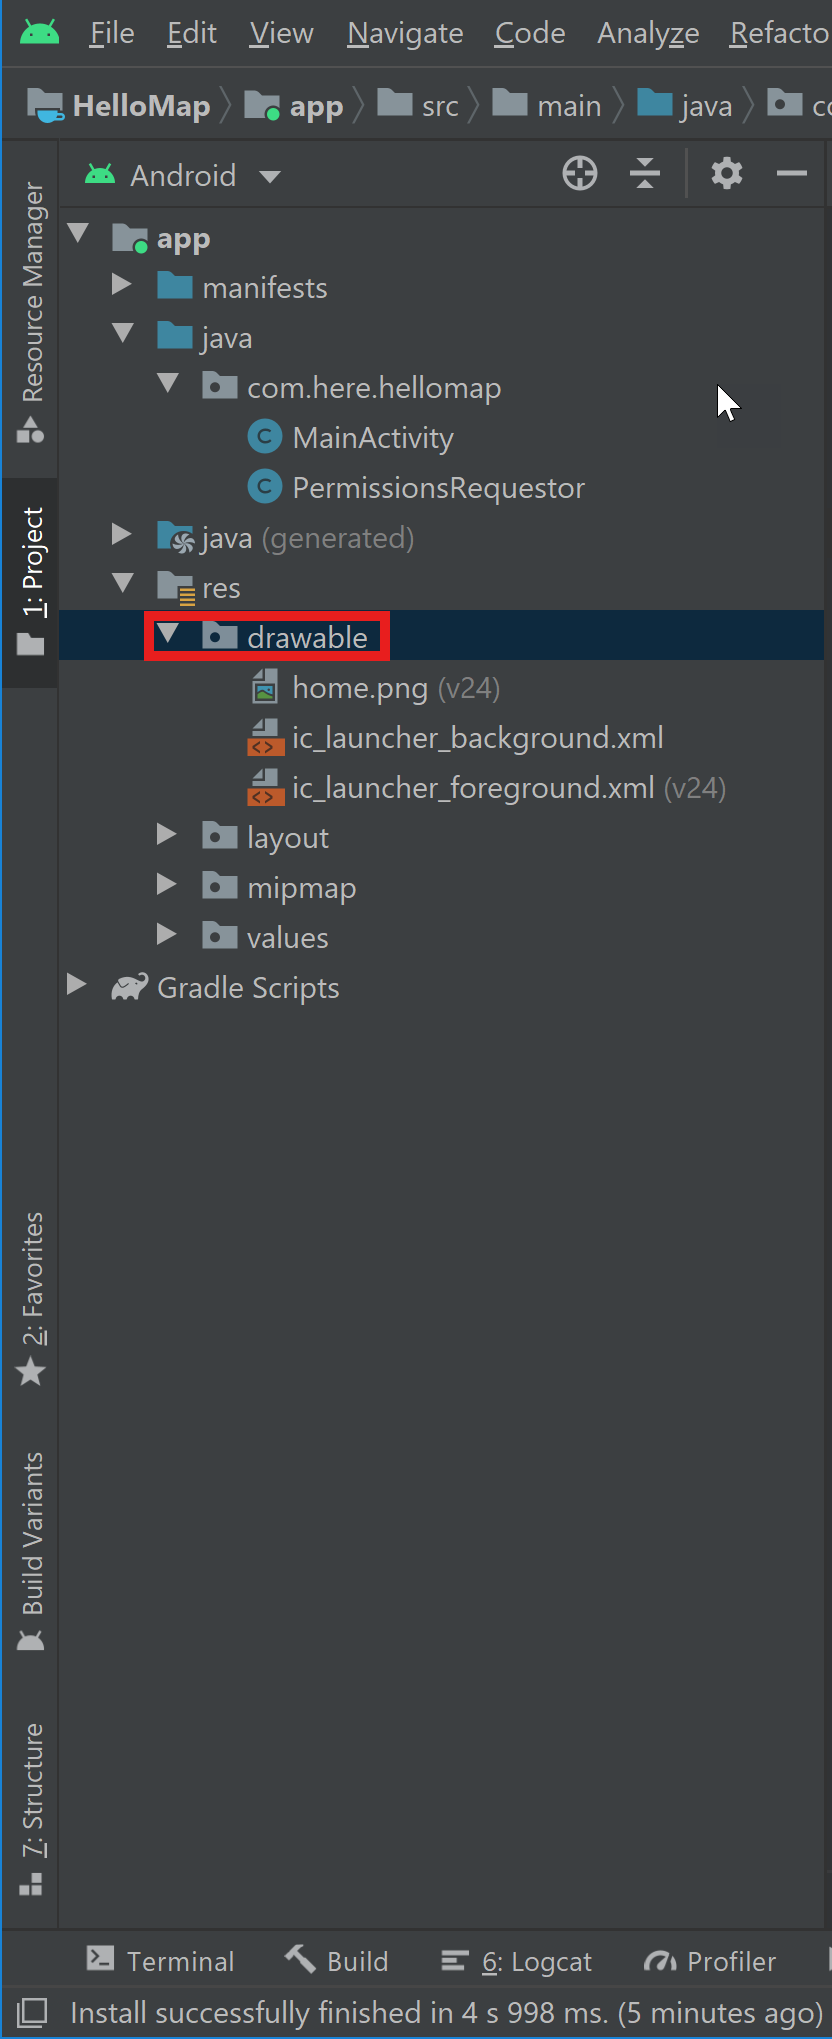 File Edit View Navigate Code Analyze Refacto
HelloMap app src main java co
Android
app
manifests
java
com.here.hellomap
MainActivity
PermissionsRequestor
java (generated)
res
drawable
home.png (v24)
ic_launcher_background.xml
ic_launcher_foreground.xml (v24)
layout
mipmap
values
Gradle Scripts
Resource Manager
1: Project
2: Favorites
Build Variants
7: Structure
Terminal Build 6: Logcat Profiler
Install successfully finished in 4 s 998 ms. (5 minutes ago)